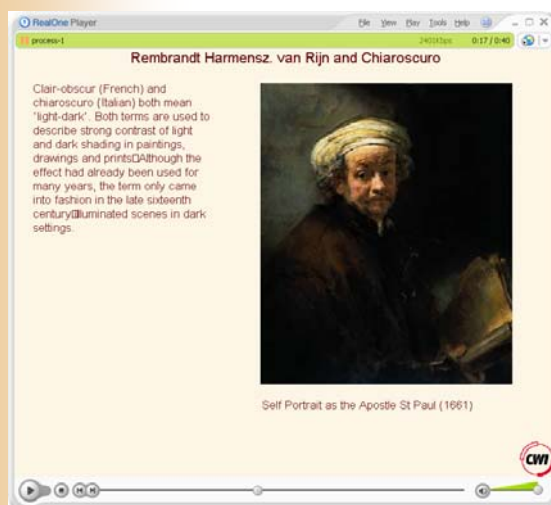 RealOne Player
File View Play Tools Help
process-1
240Kbps 0:17 / 0:40
Rembrandt Harmensz. van Rijn and Chiaroscuro
Clair-obscur (French) and
chiaroscuro (Italian) both mean
'light-dark'. Both terms are used to
describe strong contrast of light
and dark shading in paintings,
drawings and prints□Although the
effect had already been used for
many years, the term only came
into fashion in the late sixteenth
century□Illuminated scenes in dark
settings.
Self Portrait as the Apostle St Paul (1661)
CWI